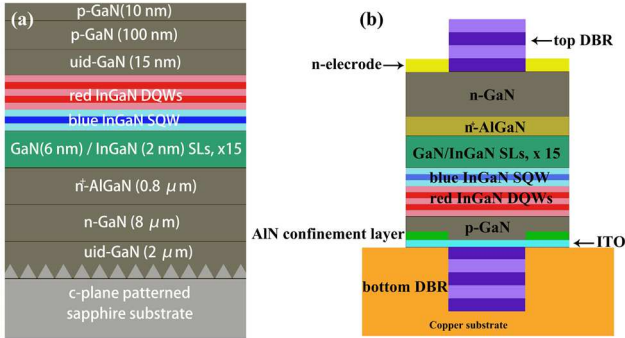 (a)
p-GaN(10 nm)
p-GaN (100 nm)
uid-GaN (15 nm)
red InGaN DQWs
blue InGaN SQW
GaN(6 nm) / InGaN (2 nm) SLs, x15
n⁺-AlGaN (0.8 μm)
n-GaN (8 μm)
uid-GaN (2 μm)
c-plane patterned
sapphire substrate
(b)
top DBR
n-elecrode
n-GaN
n⁺-AlGaN
GaN/InGaN SLs, x 15
blue InGaN SQW
red InGaN DQWs
p-GaN
AlN confinement layer
ITO
bottom DBR
Copper substrate